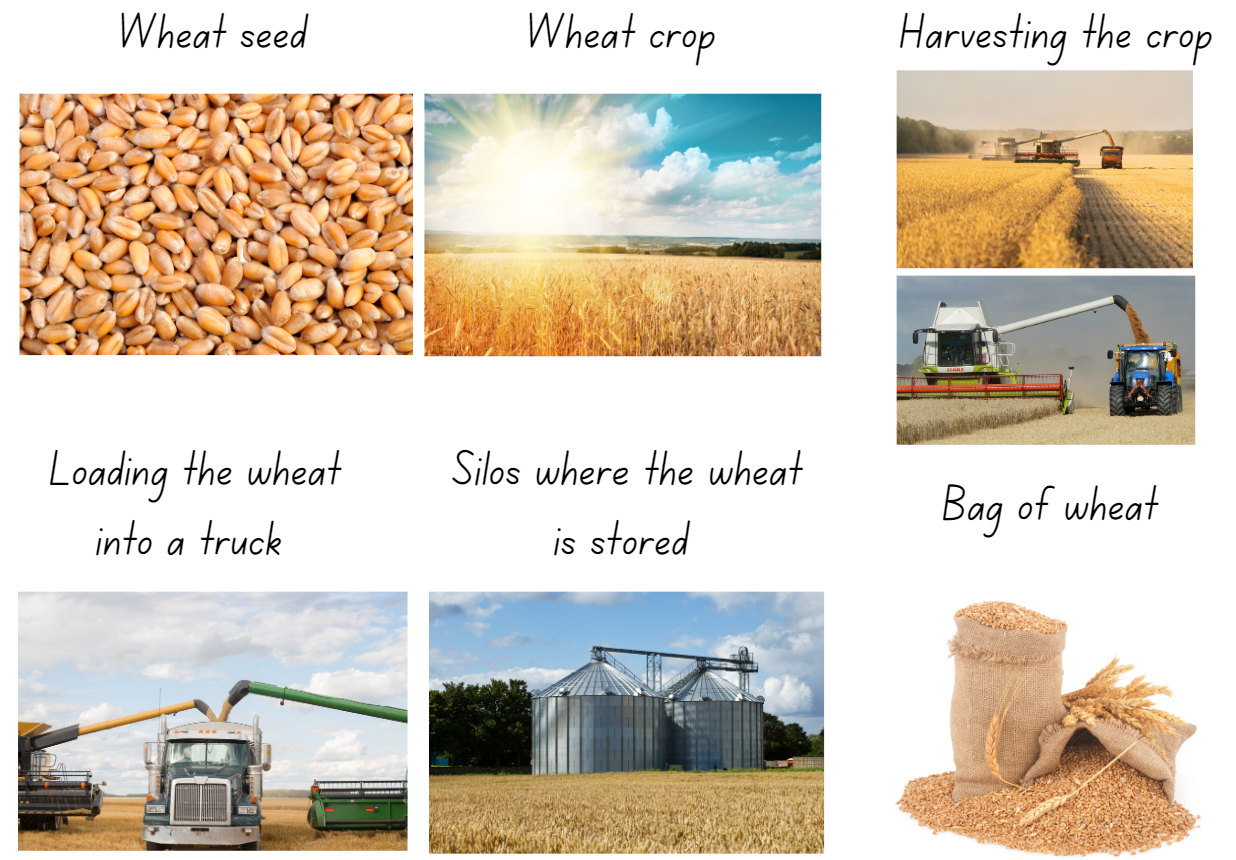 Wheat seed
Wheat crop
Harvesting the crop
CLAAS
Loading the wheat
into a truck
Silos where the wheat
is stored
Bag of wheat